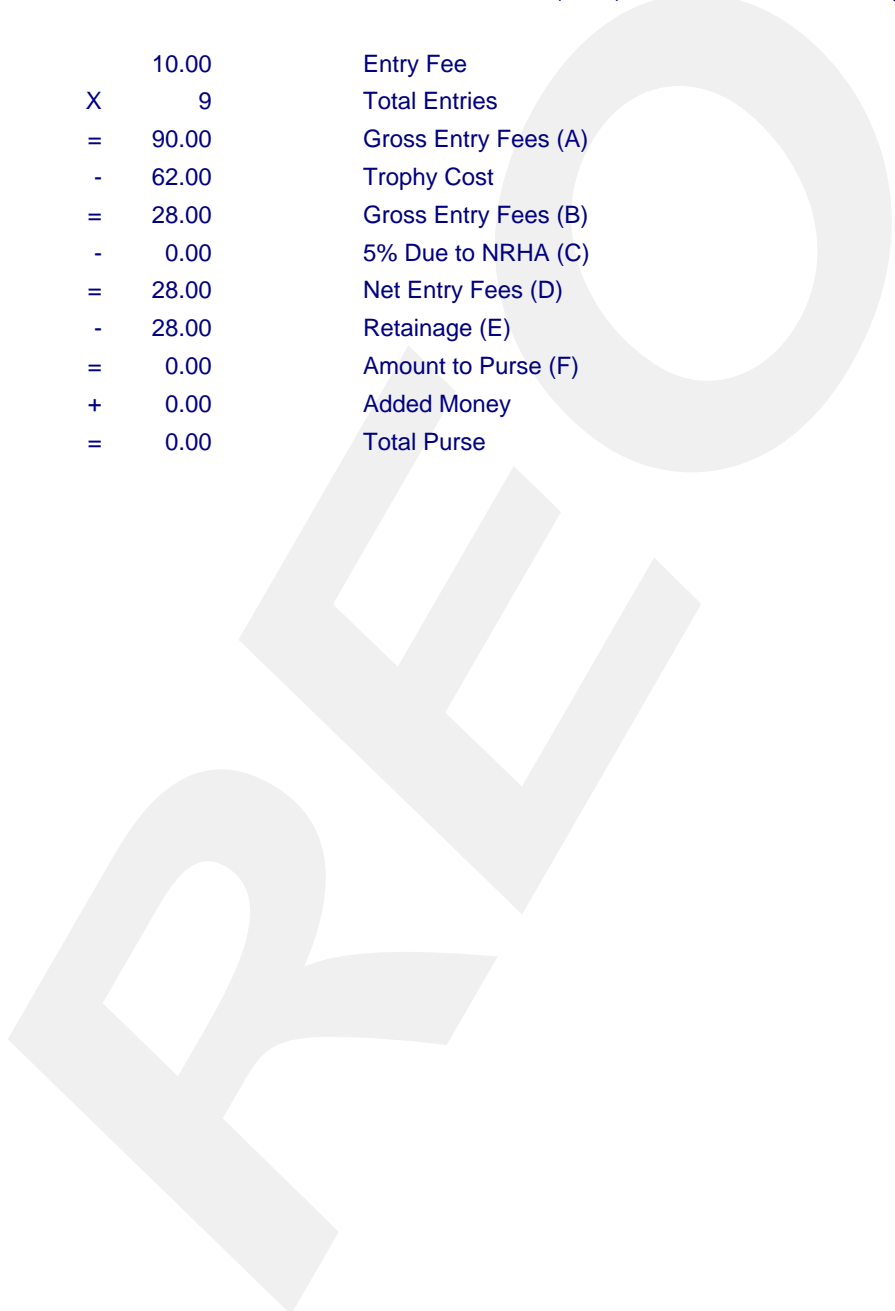 10.00 Entry Fee
X 9 Total Entries
= 90.00 Gross Entry Fees (A)
- 62.00 Trophy Cost
= 28.00 Gross Entry Fees (B)
- 0.00 5% Due to NRHA (C)
= 28.00 Net Entry Fees (D)
- 28.00 Retainage (E)
= 0.00 Amount to Purse (F)
+ 0.00 Added Money
= 0.00 Total Purse
REO